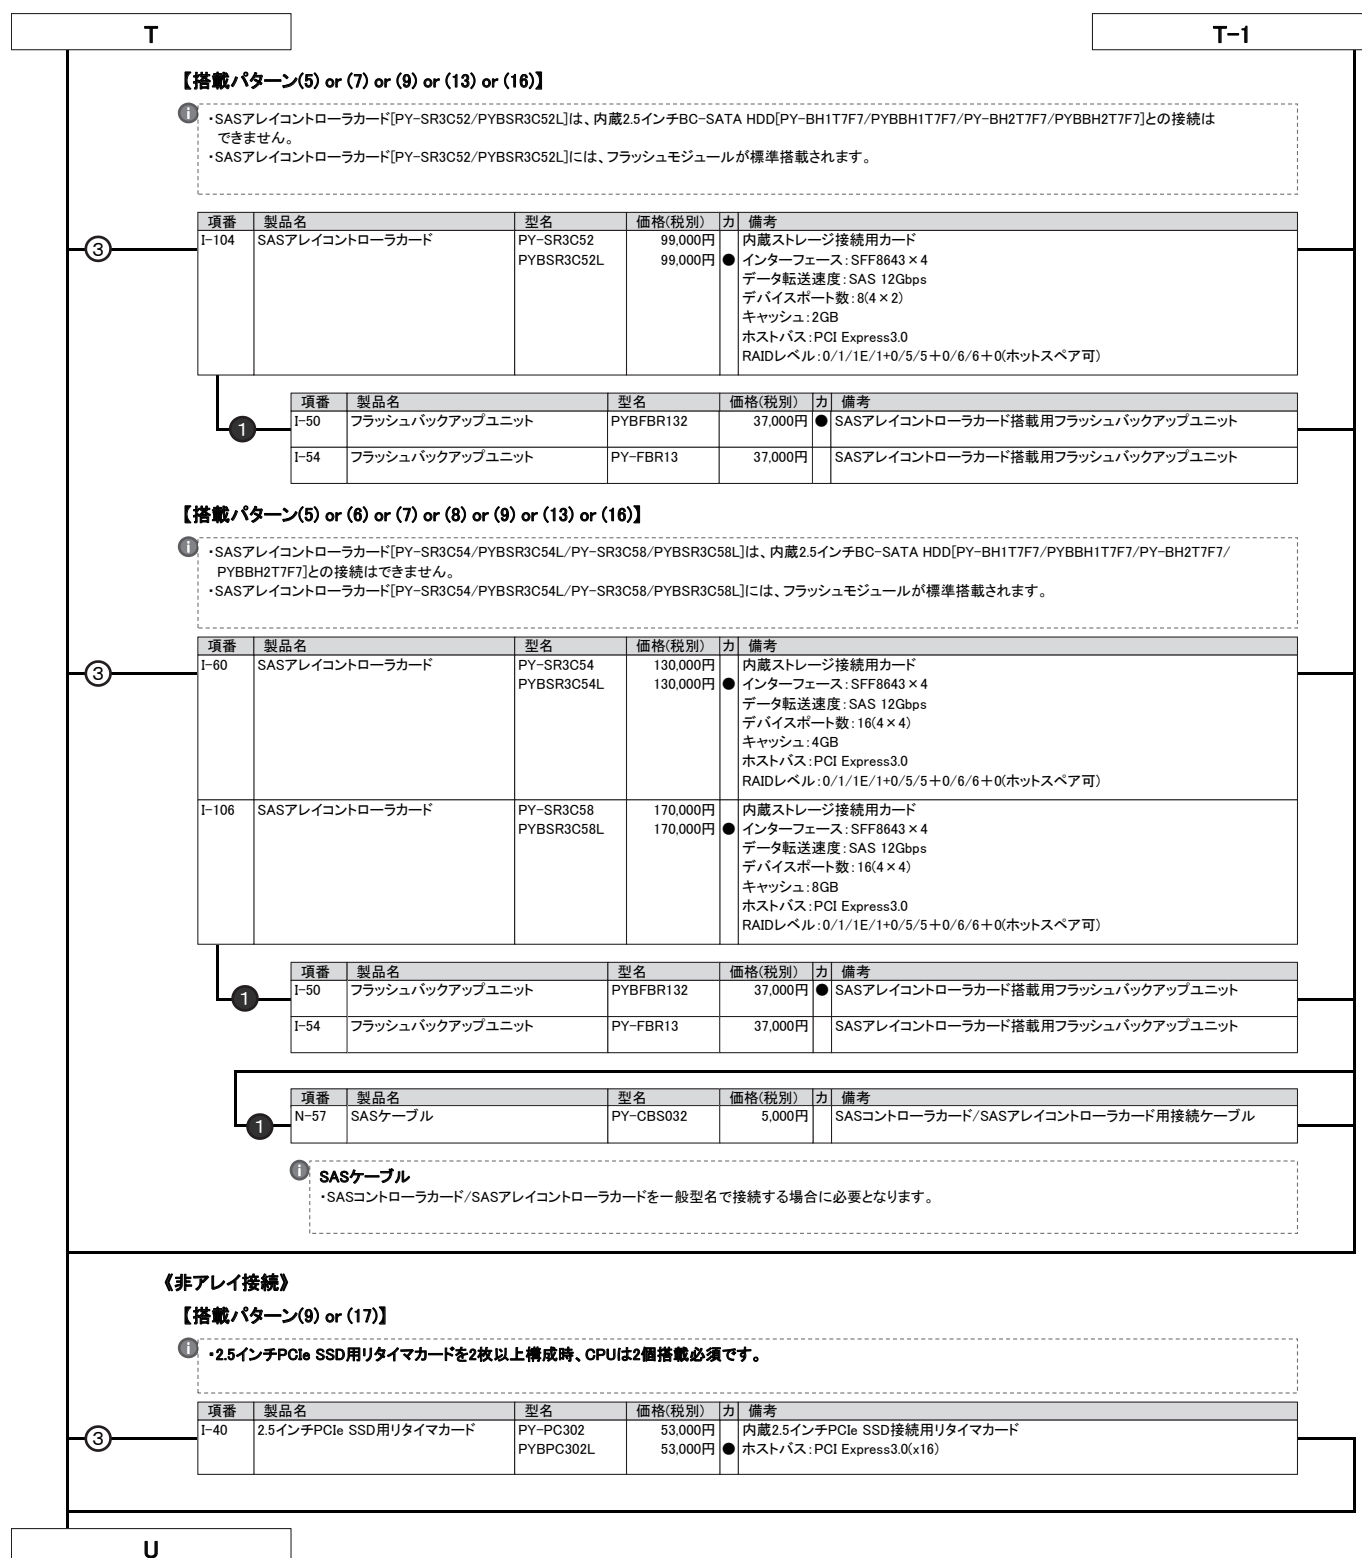 T
T-1
【搭載パターン(5) or (7) or (9) or (13) or (16)】
・SASアレイコントローラカード[PY-SR3C52/PYBSR3C52L]は、内蔵2.5インチBC-SATA HDD[PY-BH1T7F7/PYBBH1T7F7/PY-BH2T7F7/PYBBH2T7F7]との接続は
できません。
・SASアレイコントローラカード[PY-SR3C52/PYBSR3C52L]には、フラッシュモジュールが標準搭載されます。
項番 製品名 型名 価格(税別) カ 備考
③ I-104 SASアレイコントローラカード PY-SR3C52 99,000円 内蔵ストレージ接続用カード
PYBSR3C52L 99,000円 ● インターフェース：SFF8643×4
データ転送速度：SAS 12Gbps
デバイスポート数：8(4×2)
キャッシュ：2GB
ホストバス：PCI Express3.0
RAIDレベル：0/1/1E/1+0/5/5＋0/6/6＋0(ホットスペア可)
項番 製品名 型名 価格(税別) カ 備考
❶ I-50 フラッシュバックアップユニット PYBFBR132 37,000円 ● SASアレイコントローラカード搭載用フラッシュバックアップユニット
I-54 フラッシュバックアップユニット PY-FBR13 37,000円 SASアレイコントローラカード搭載用フラッシュバックアップユニット
【搭載パターン(5) or (6) or (7) or (8) or (9) or (13) or (16)】
・SASアレイコントローラカード[PY-SR3C54/PYBSR3C54L/PY-SR3C58/PYBSR3C58L]は、内蔵2.5インチBC-SATA HDD[PY-BH1T7F7/PYBBH1T7F7/PY-BH2T7F7/
PYBBH2T7F7]との接続はできません。
・SASアレイコントローラカード[PY-SR3C54/PYBSR3C54L/PY-SR3C58/PYBSR3C58L]には、フラッシュモジュールが標準搭載されます。
項番 製品名 型名 価格(税別) カ 備考
③ I-60 SASアレイコントローラカード PY-SR3C54 130,000円 内蔵ストレージ接続用カード
PYBSR3C54L 130,000円 ● インターフェース：SFF8643×4
データ転送速度：SAS 12Gbps
デバイスポート数：16(4×4)
キャッシュ：4GB
ホストバス：PCI Express3.0
RAIDレベル：0/1/1E/1+0/5/5＋0/6/6＋0(ホットスペア可)
I-106 SASアレイコントローラカード PY-SR3C58 170,000円 内蔵ストレージ接続用カード
PYBSR3C58L 170,000円 ● インターフェース：SFF8643×4
データ転送速度：SAS 12Gbps
デバイスポート数：16(4×4)
キャッシュ：8GB
ホストバス：PCI Express3.0
RAIDレベル：0/1/1E/1+0/5/5＋0/6/6＋0(ホットスペア可)
項番 製品名 型名 価格(税別) カ 備考
❶ I-50 フラッシュバックアップユニット PYBFBR132 37,000円 ● SASアレイコントローラカード搭載用フラッシュバックアップユニット
I-54 フラッシュバックアップユニット PY-FBR13 37,000円 SASアレイコントローラカード搭載用フラッシュバックアップユニット
項番 製品名 型名 価格(税別) カ 備考
❶ N-57 SASケーブル PY-CBS032 5,000円 SASコントローラカード/SASアレイコントローラカード用接続ケーブル
SASケーブル
・SASコントローラカード/SASアレイコントローラカードを一般型名で接続する場合に必要となります。
《非アレイ接続》
【搭載パターン(9) or (17)】
・2.5インチPCIe SSD用リタイマカードを2枚以上構成時、CPUは2個搭載必須です。
項番 製品名 型名 価格(税別) カ 備考
③ I-40 2.5インチPCIe SSD用リタイマカード PY-PC302 53,000円 内蔵2.5インチPCIe SSD接続用リタイマカード
PYBPC302L 53,000円 ● ホストバス：PCI Express3.0(x16)
U